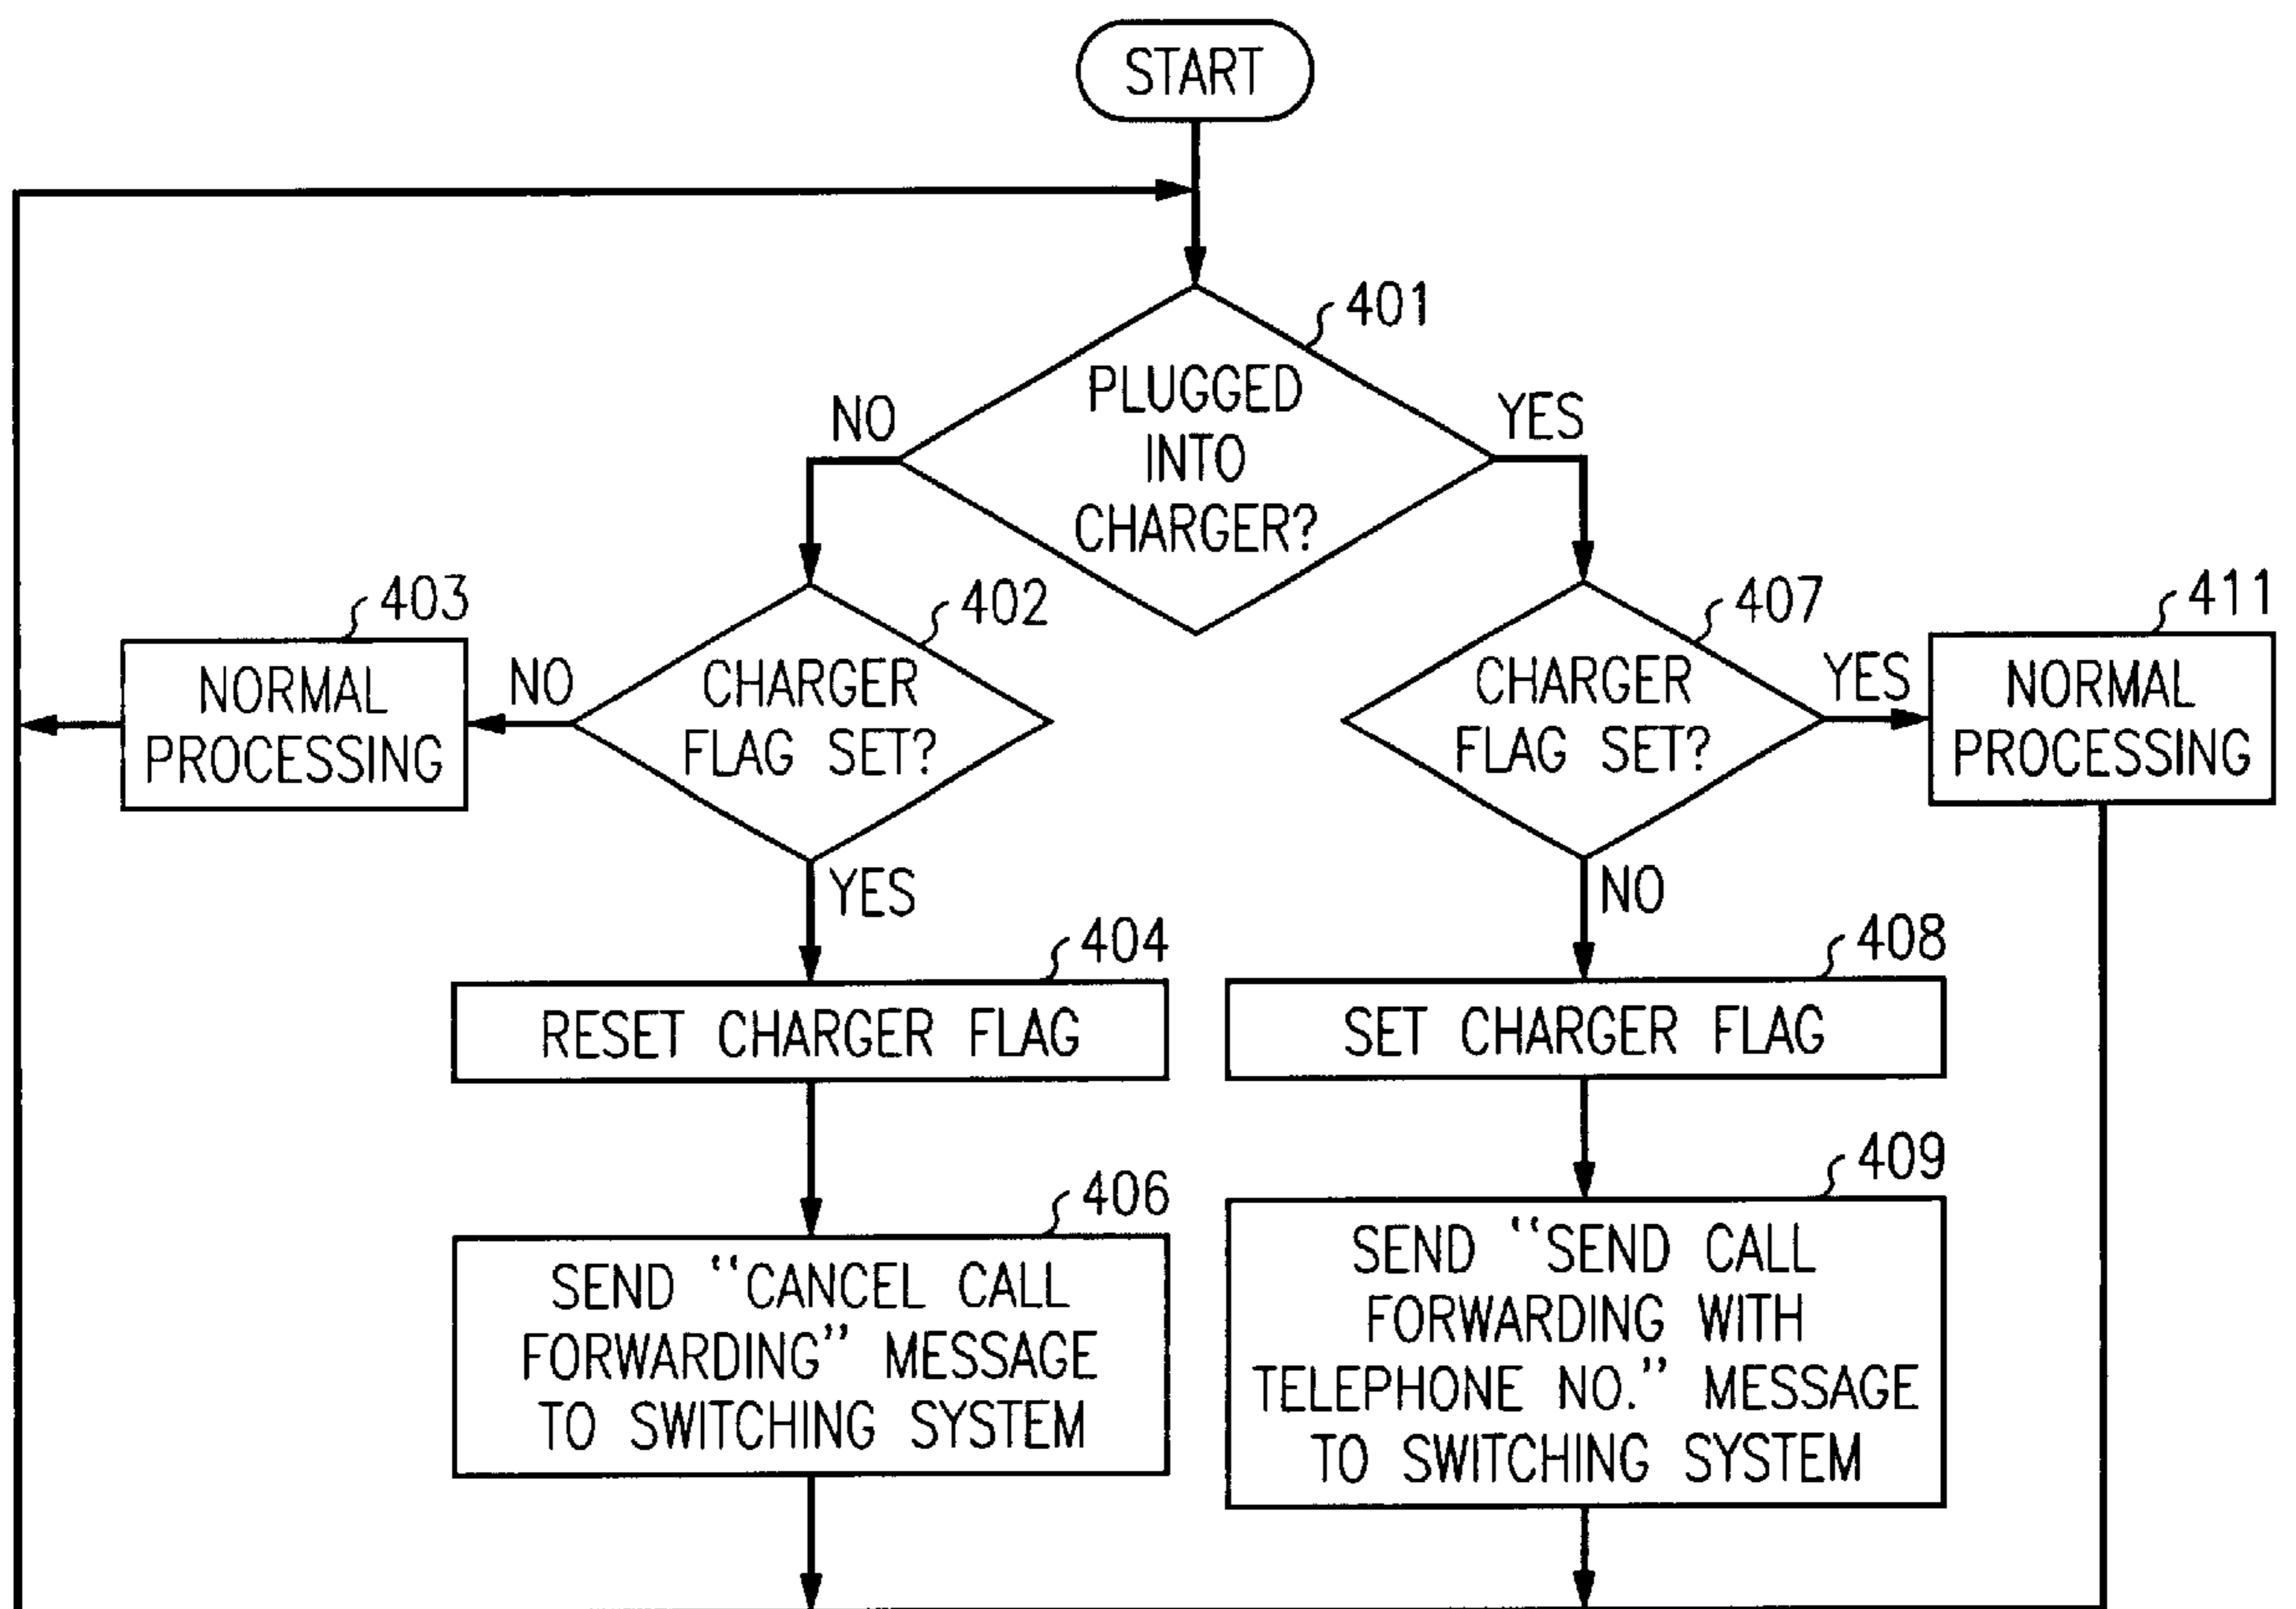 START
401
PLUGGED
INTO
CHARGER?
NO
YES
403
NORMAL
PROCESSING
NO
402
CHARGER
FLAG SET?
YES
407
CHARGER
FLAG SET?
YES
NO
411
NORMAL
PROCESSING
404
RESET CHARGER FLAG
408
SET CHARGER FLAG
406
SEND "CANCEL CALL
FORWARDING" MESSAGE
TO SWITCHING SYSTEM
409
SEND "SEND CALL
FORWARDING WITH
TELEPHONE NO." MESSAGE
TO SWITCHING SYSTEM